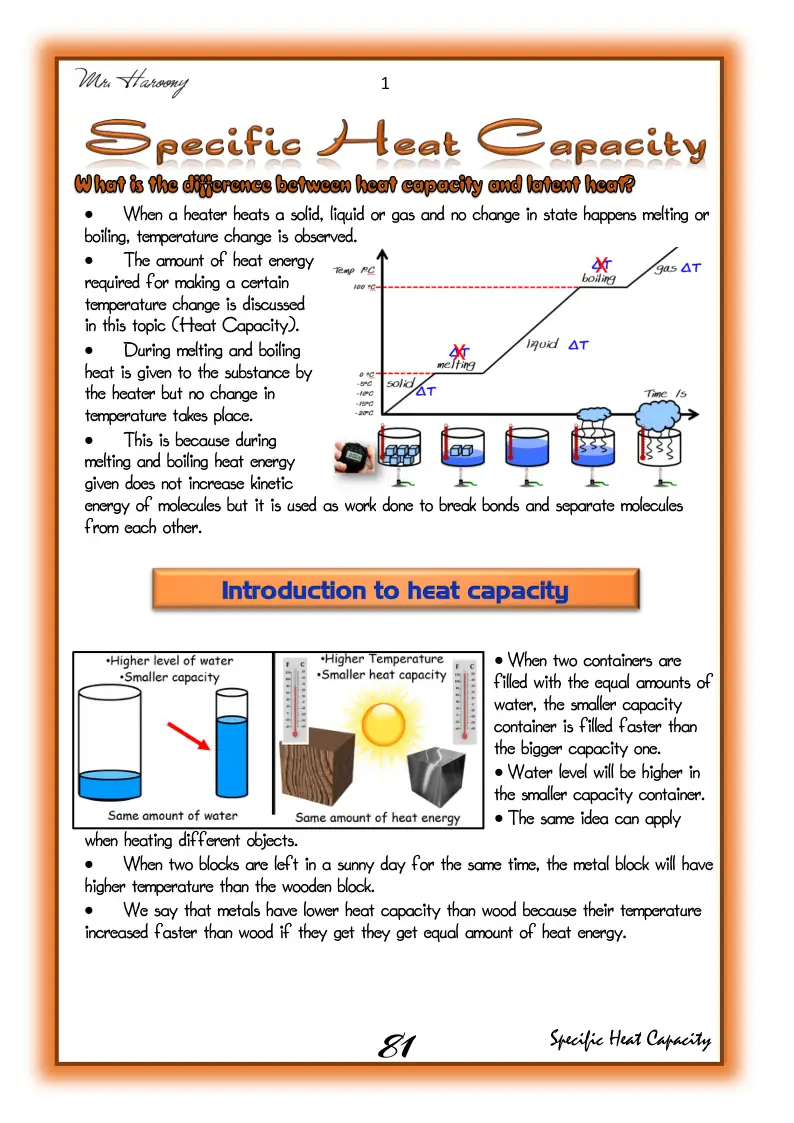 Mr. Haroony
1
Specific Heat Capacity
What is the difference between heat capacity and latent heat?
• When a heater heats a solid, liquid or gas and no change in state happens melting or
boiling, temperature change is observed.
• The amount of heat energy
required for making a certain
temperature change is discussed
in this topic (Heat Capacity).
• During melting and boiling
heat is given to the substance by
the heater but no change in
temperature takes place.
• This is because during
melting and boiling heat energy
given does not increase kinetic
energy of molecules but it is used as work done to break bonds and separate molecules
from each other.
Temp /°C
100 °C
0 °C
-5°C
-10°C
-15°C
-20°C
solid ΔT
ΔT
melting
liquid ΔT
ΔT
boiling
gas ΔT
Time /s
Introduction to heat capacity
•Higher level of water
•Smaller capacity
Same amount of water
•Higher Temperature
•Smaller heat capacity
F C
F C
Same amount of heat energy
• When two containers are
filled with the equal amounts of
water, the smaller capacity
container is filled faster than
the bigger capacity one.
• Water level will be higher in
the smaller capacity container.
• The same idea can apply
when heating different objects.
• When two blocks are left in a sunny day for the same time, the metal block will have
higher temperature than the wooden block.
• We say that metals have lower heat capacity than wood because their temperature
increased faster than wood if they get they get equal amount of heat energy.
81
Specific Heat Capacity